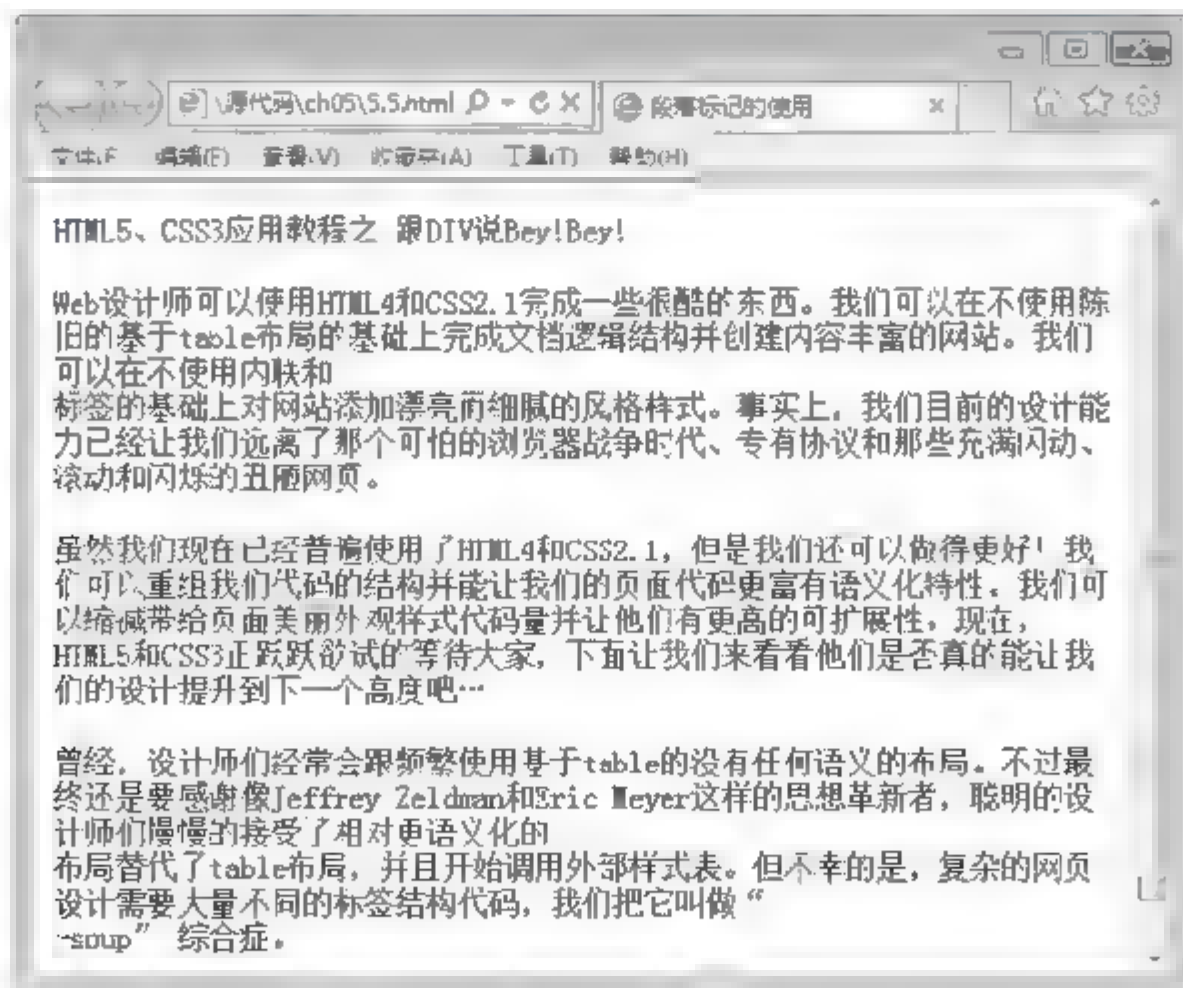 \源代码\ch05\5.5.html 段落标记的使用
文件(F 编辑(E) 查看(V) 收藏夹(A) 工具(T) 帮助(H)
HTML5、CSS3应用教程之 跟DIV说Bey!Bey!
Web设计师可以使用HTML4和CSS2.1完成一些很酷的东西。我们可以在不使用陈
旧的基于table布局的基础上完成文档逻辑结构并创建内容丰富的网站。我们
可以在不使用内联和
标签的基础上对网站添加漂亮而细腻的风格样式。事实上，我们目前的设计能
力已经让我们远离了那个可怕的浏览器战争时代、专有协议和那些充满闪动、
滚动和闪烁的丑陋网页。
虽然我们现在已经普遍使用了HTML4和CSS2.1，但是我们还可以做得更好！我
们可以重组我们代码的结构并能让我们的页面代码更富有语义化特性。我们可
以缩减带给页面美丽外观样式代码量并让他们有更高的可扩展性。现在，
HTML5和CSS3正跃跃欲试的等待大家，下面让我们来看看他们是否真的能让我
们的设计提升到下一个高度吧…
曾经，设计师们经常会跟频繁使用基于table的没有任何语义的布局。不过最
终还是要感谢像Jeffrey Zeldman和Eric Meyer这样的思想革新者，聪明的设
计师们慢慢的接受了相对更语义化的
布局替代了table布局，并且开始调用外部样式表。但不幸的是，复杂的网页
设计需要大量不同的标签结构代码，我们把它叫做“
-soup” 综合症。